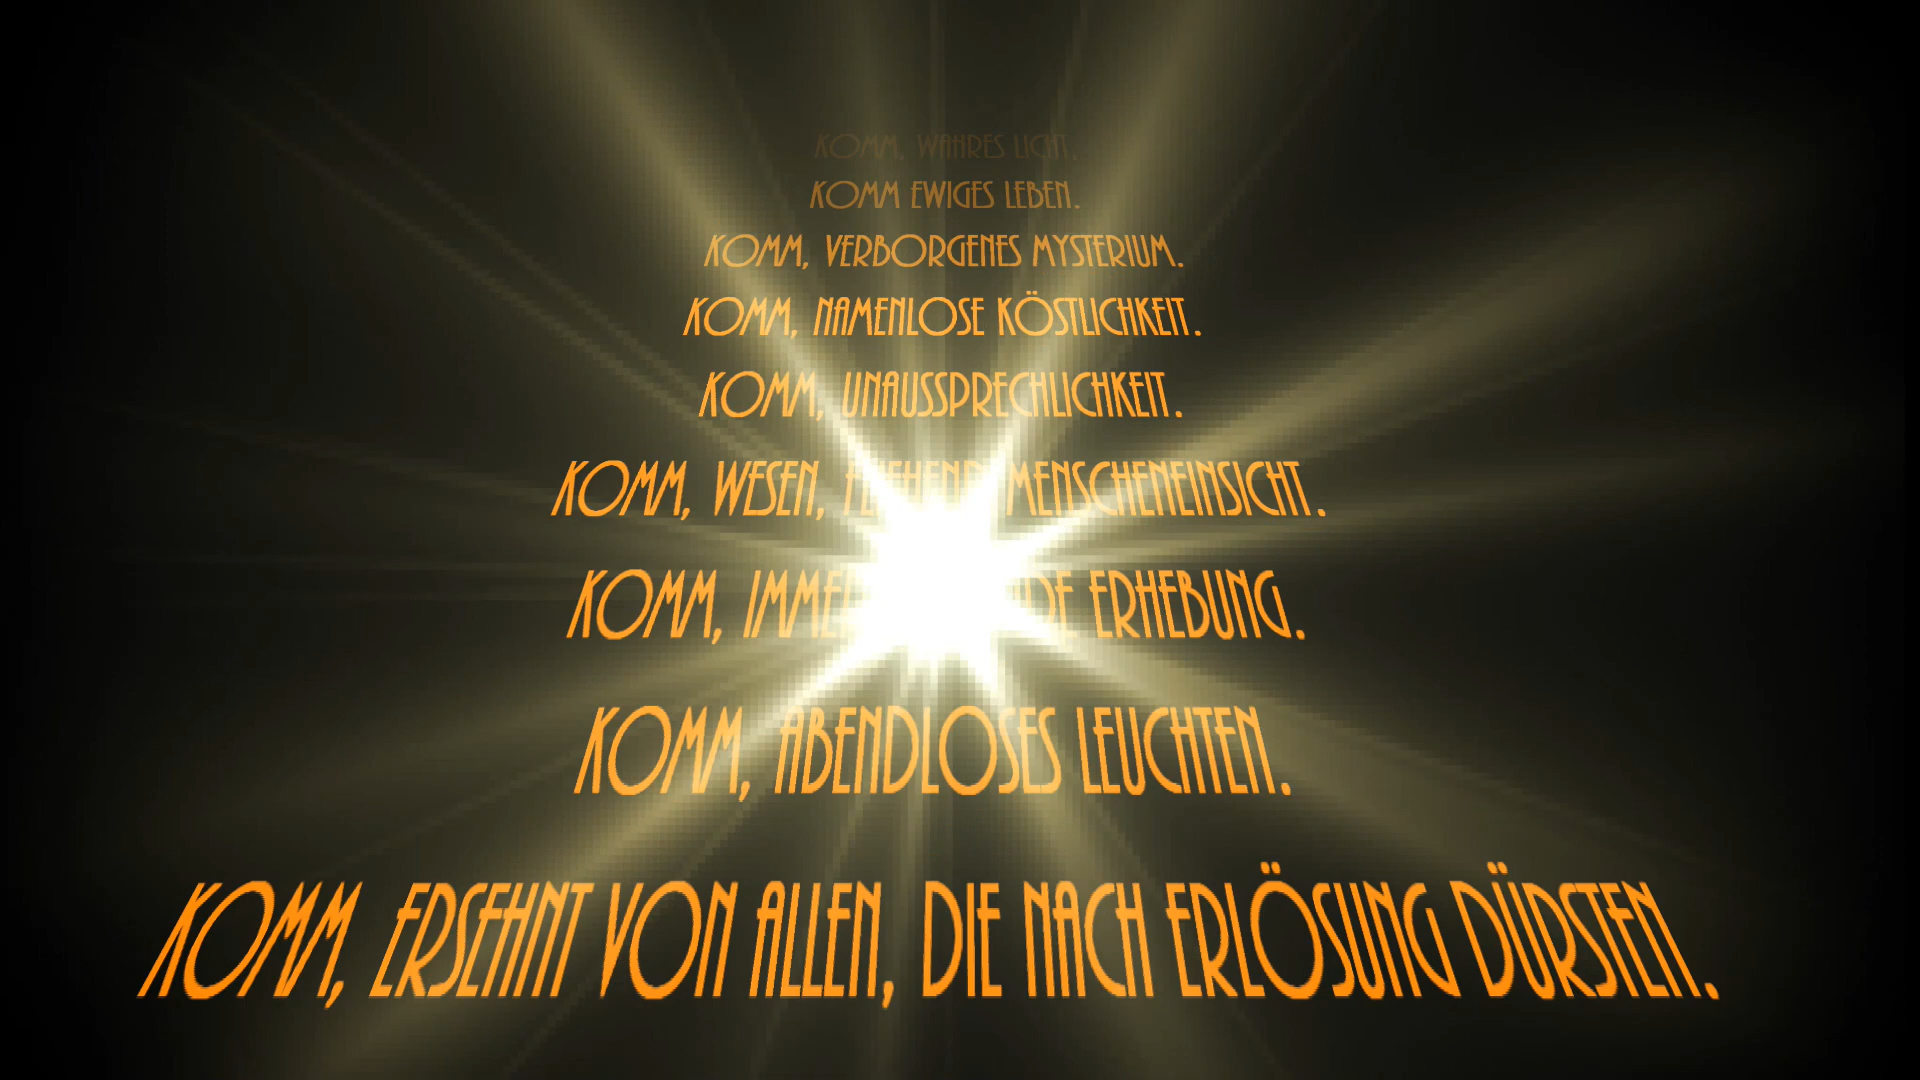 KOMM, WAHRES LICHT.
KOMM EWIGES LEBEN.
KOMM, VERBORGENES MYSTERIUM.
KOMM, NAMENLOSE KÖSTLICHKEIT.
KOMM, UNAUSSPRECHLICHKEIT.
KOMM, WESEN, MENSCHENEINSICHT.
KOMM, ERHEBUNG.
KOMM, ABENDLOSES LEUCHTEN.
KOMM, ERSEHNT VON ALLEN, DIE NACH ERLÖSUNG DÜRSTEN.